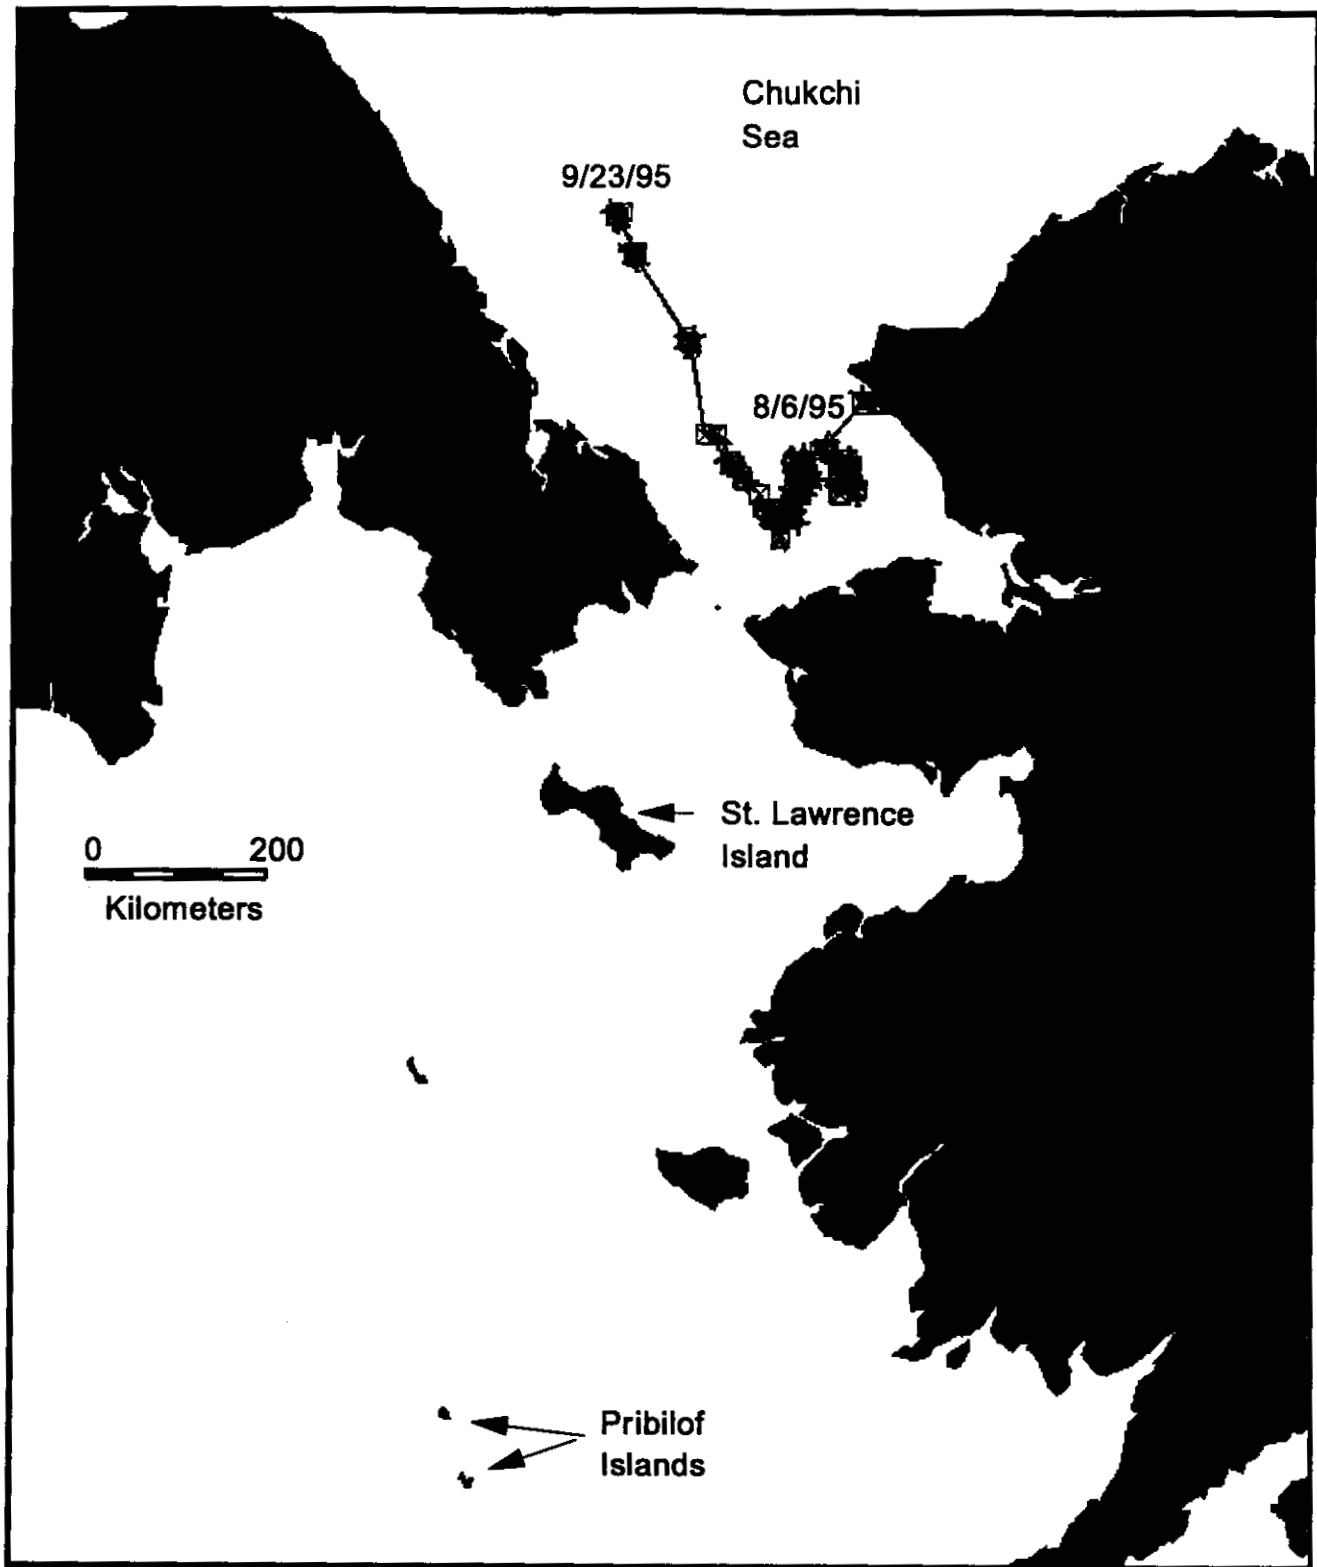 Chukchi
Sea
9/23/95
8/6/95
St. Lawrence
Island
0 200
Kilometers
Pribilof
Islands